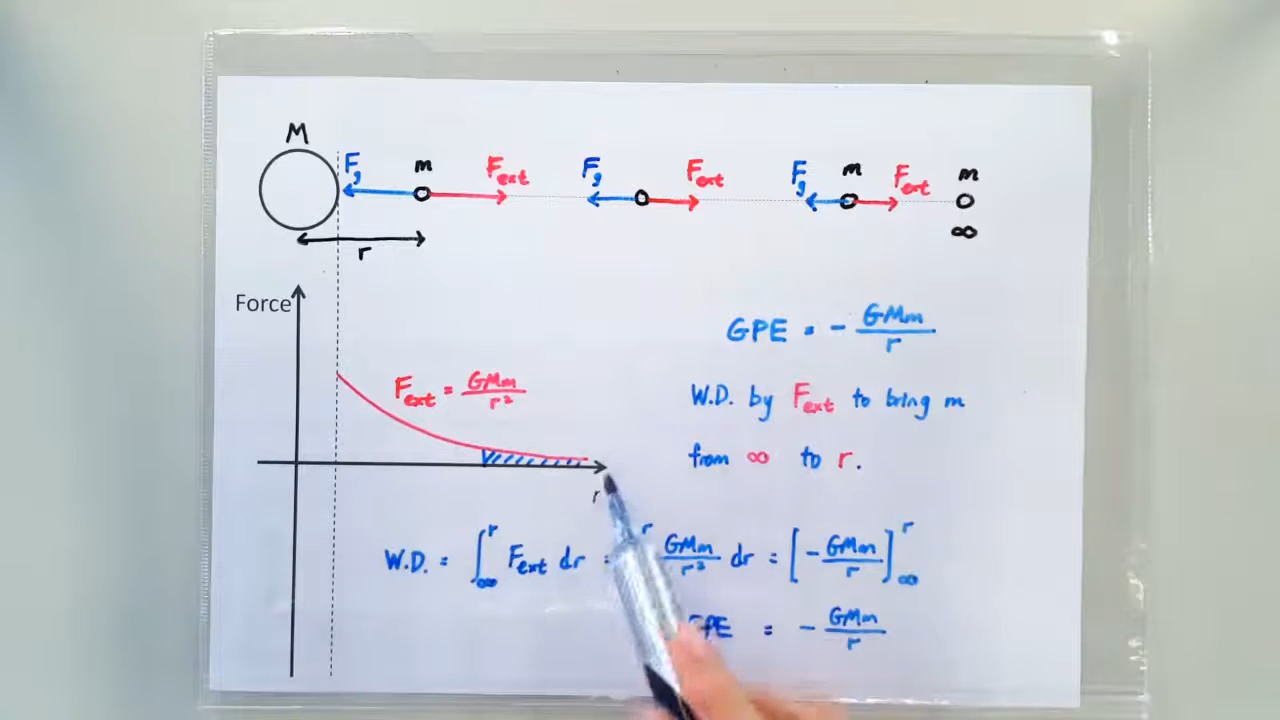 M
F_g m F_ext F_g F_ext F_g m F_ext m
∞
r
Force
GPE = - GMm/r
F_ext = GMm/r²
W.D. by F_ext to bring m
from ∞ to r.
r
W.D. = ∫_∞^r F_ext dr = r GMm/r² dr = [- GMm/r]_∞^r
GPE = - GMm/r